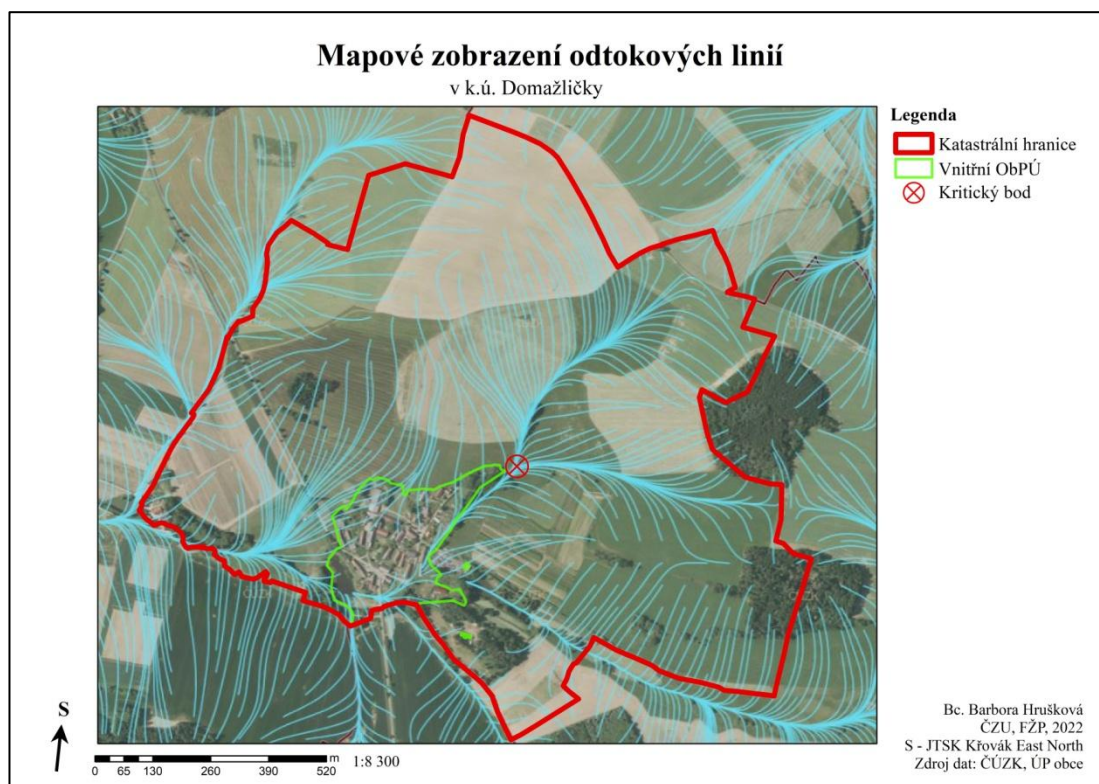 Mapové zobrazení odtokových linií
v k.ú. Domažličky
Legenda
Katastrální hranice
Vnitřní ObPÚ
Kritický bod
S
0 65 130 260 390 520 m
1:8 300
Bc. Barbora Hrušková
ČZU, FŽP, 2022
S - JTSK Křovák East North
Zdroj dat: ČÚZK, ÚP obce